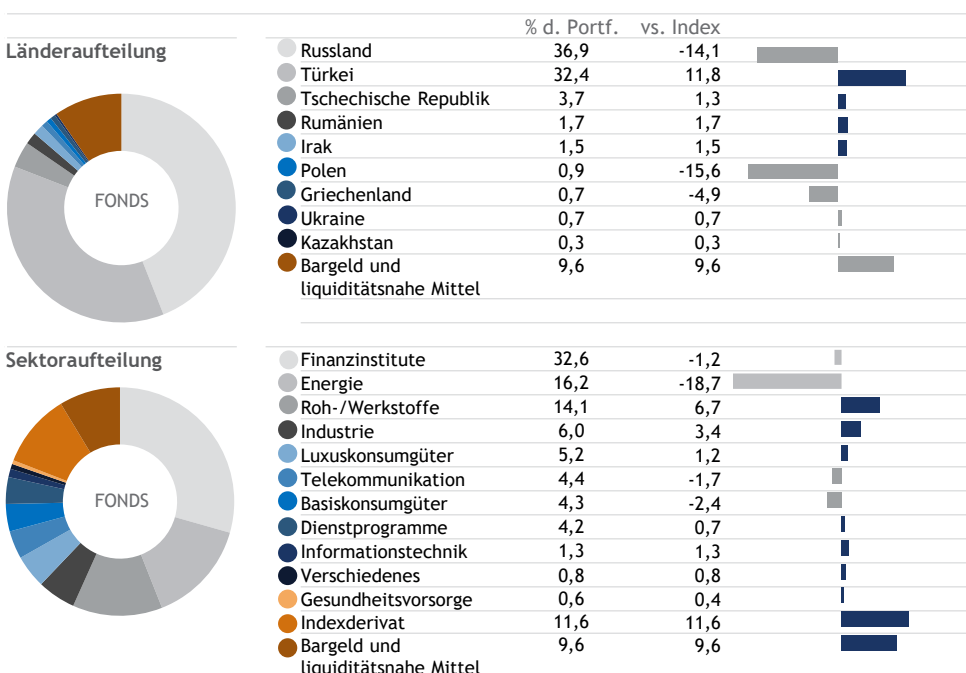 % d. Portf. vs. Index
Länderaufteilung
FONDS
Russland 36,9 -14,1
Türkei 32,4 11,8
Tschechische Republik 3,7 1,3
Rumänien 1,7 1,7
Irak 1,5 1,5
Polen 0,9 -15,6
Griechenland 0,7 -4,9
Ukraine 0,7 0,7
Kazakhstan 0,3 0,3
Bargeld und 9,6 9,6
liquiditätsnahe Mittel
Sektoraufteilung
FONDS
Finanzinstitute 32,6 -1,2
Energie 16,2 -18,7
Roh-/Werkstoffe 14,1 6,7
Industrie 6,0 3,4
Luxuskonsumgüter 5,2 1,2
Telekommunikation 4,4 -1,7
Basiskonsumgüter 4,3 -2,4
Dienstprogramme 4,2 0,7
Informationstechnik 1,3 1,3
Verschiedenes 0,8 0,8
Gesundheitsvorsorge 0,6 0,4
Indexderivat 11,6 11,6
Bargeld und 9,6 9,6
liquiditätsnahe Mittel